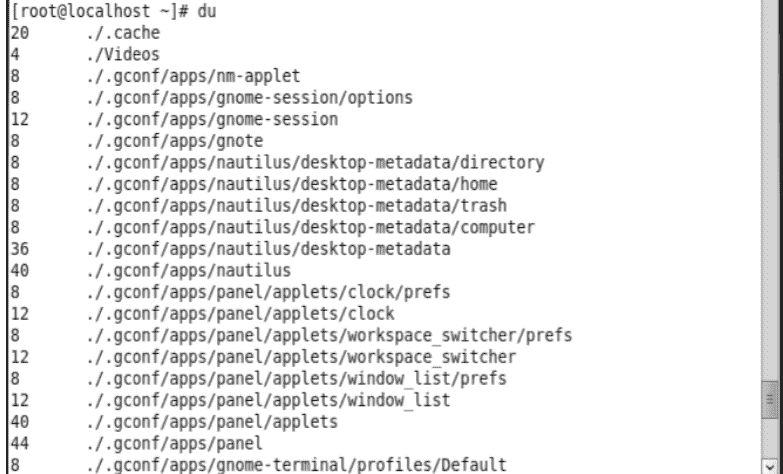 [root@localhost ~]# du
20 ./.cache
4 ./Videos
8 ./.gconf/apps/nm-applet
8 ./.gconf/apps/gnome-session/options
12 ./.gconf/apps/gnome-session
8 ./.gconf/apps/gnote
8 ./.gconf/apps/nautilus/desktop-metadata/directory
8 ./.gconf/apps/nautilus/desktop-metadata/home
8 ./.gconf/apps/nautilus/desktop-metadata/trash
8 ./.gconf/apps/nautilus/desktop-metadata/computer
36 ./.gconf/apps/nautilus/desktop-metadata
40 ./.gconf/apps/nautilus
8 ./.gconf/apps/panel/applets/clock/prefs
12 ./.gconf/apps/panel/applets/clock
8 ./.gconf/apps/panel/applets/workspace_switcher/prefs
12 ./.gconf/apps/panel/applets/workspace_switcher
8 ./.gconf/apps/panel/applets/window_list/prefs
12 ./.gconf/apps/panel/applets/window_list
40 ./.gconf/apps/panel/applets
44 ./.gconf/apps/panel
8 ./.gconf/apps/gnome-terminal/profiles/Default